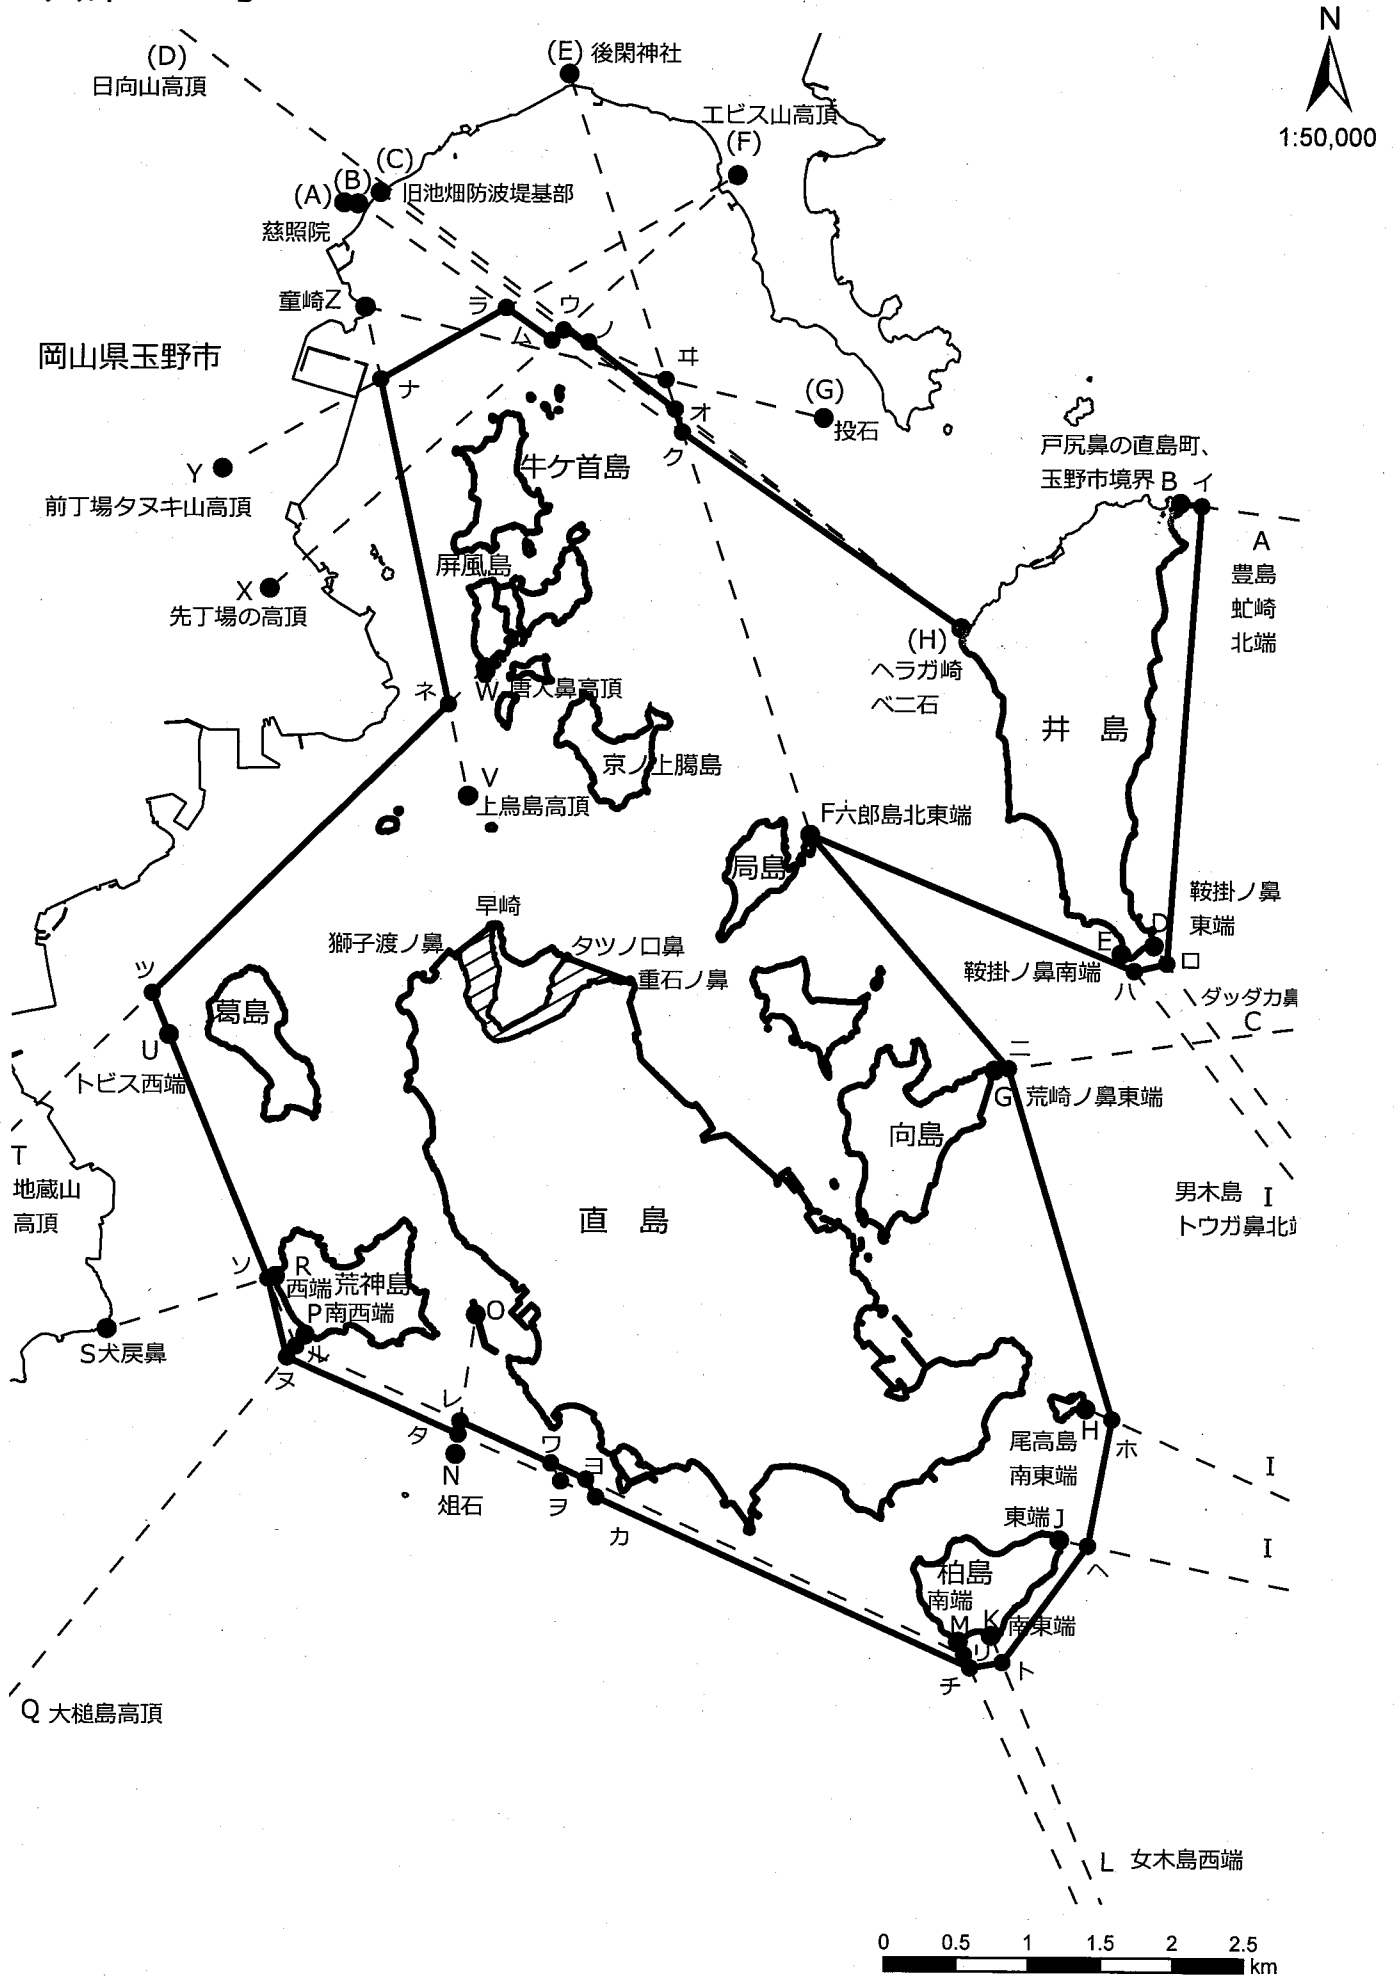 N
1:50,000
(D)
日向山高頂
(E) 後閑神社
エビス山高頂
(F)
(A)
(B)
(C)
旧池畑防波堤基部
慈照院
童崎Z
岡山県玉野市
ラ
ウ
ム
ノ
ヰ
ナ
オ
ク
(G)
投石
Y
前丁場タヌキ山高頂
牛ケ首島
戸尻鼻の直島町、
玉野市境界 B イ
A
豊島
虻崎
北端
屏風島
X
先丁場の高頂
(H)
ヘラガ崎
ベ二石
ネ
W 唐人鼻高頂
井 島
京ノ上臈島
V
上烏島高頂
F六郎島北東端
局島
鞍掛ノ鼻
東端
D
E
ロ
鞍掛ノ鼻南端
ハ
早崎
獅子渡ノ鼻
タツノ口鼻
重石ノ鼻
ツ
葛島
U
トビス西端
ダッダカ鼻
C
ニ
G 荒崎ノ鼻東端
向島
T
地蔵山
高頂
男木島 I
トウガ鼻北
直 島
ソ
R
西端 荒神島
P南西端
O
S犬戻鼻
ル
ヌ
レ
タ
N
俎石
ワ
ヲ
ヨ
カ
H
尾高島
南東端
ホ
I
東端J
ヘ
I
柏島
南端
M
K 南東端
リ
チ
ト
Q 大槌島高頂
L 女木島西端
0 0.5 1 1.5 2 2.5
km